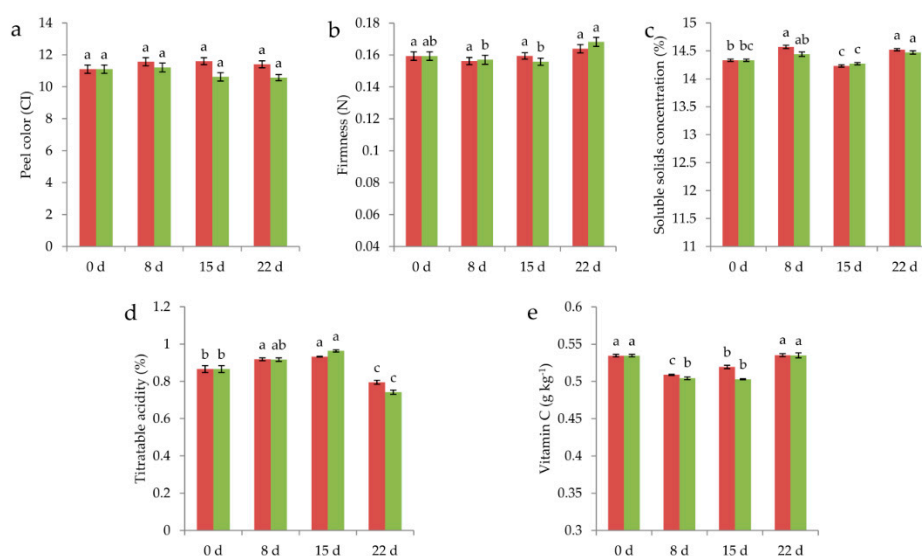 a
Peel color (CI)
14
12
10
8
6
4
2
0
a a a a a a a a
0 d 8 d 15 d 22 d
b
Firmness (N)
0.2
0.18
0.16
0.14
0.12
0.1
0.08
0.06
0.04
a ab a b a b a a
0 d 8 d 15 d 22 d
c
Soluble solids concentration (%)
15
14.5
14
13.5
13
12.5
12
11.5
11
b bc a ab c c a a
0 d 8 d 15 d 22 d
d
Titratable acidity (%)
1.2
1
0.8
0.6
0.4
0.2
0
b b a ab a a c c
0 d 8 d 15 d 22 d
e
Vitamin C (g kg⁻¹)
0.6
0.55
0.5
0.45
0.4
0.35
0.3
a a c b b b a a
0 d 8 d 15 d 22 d